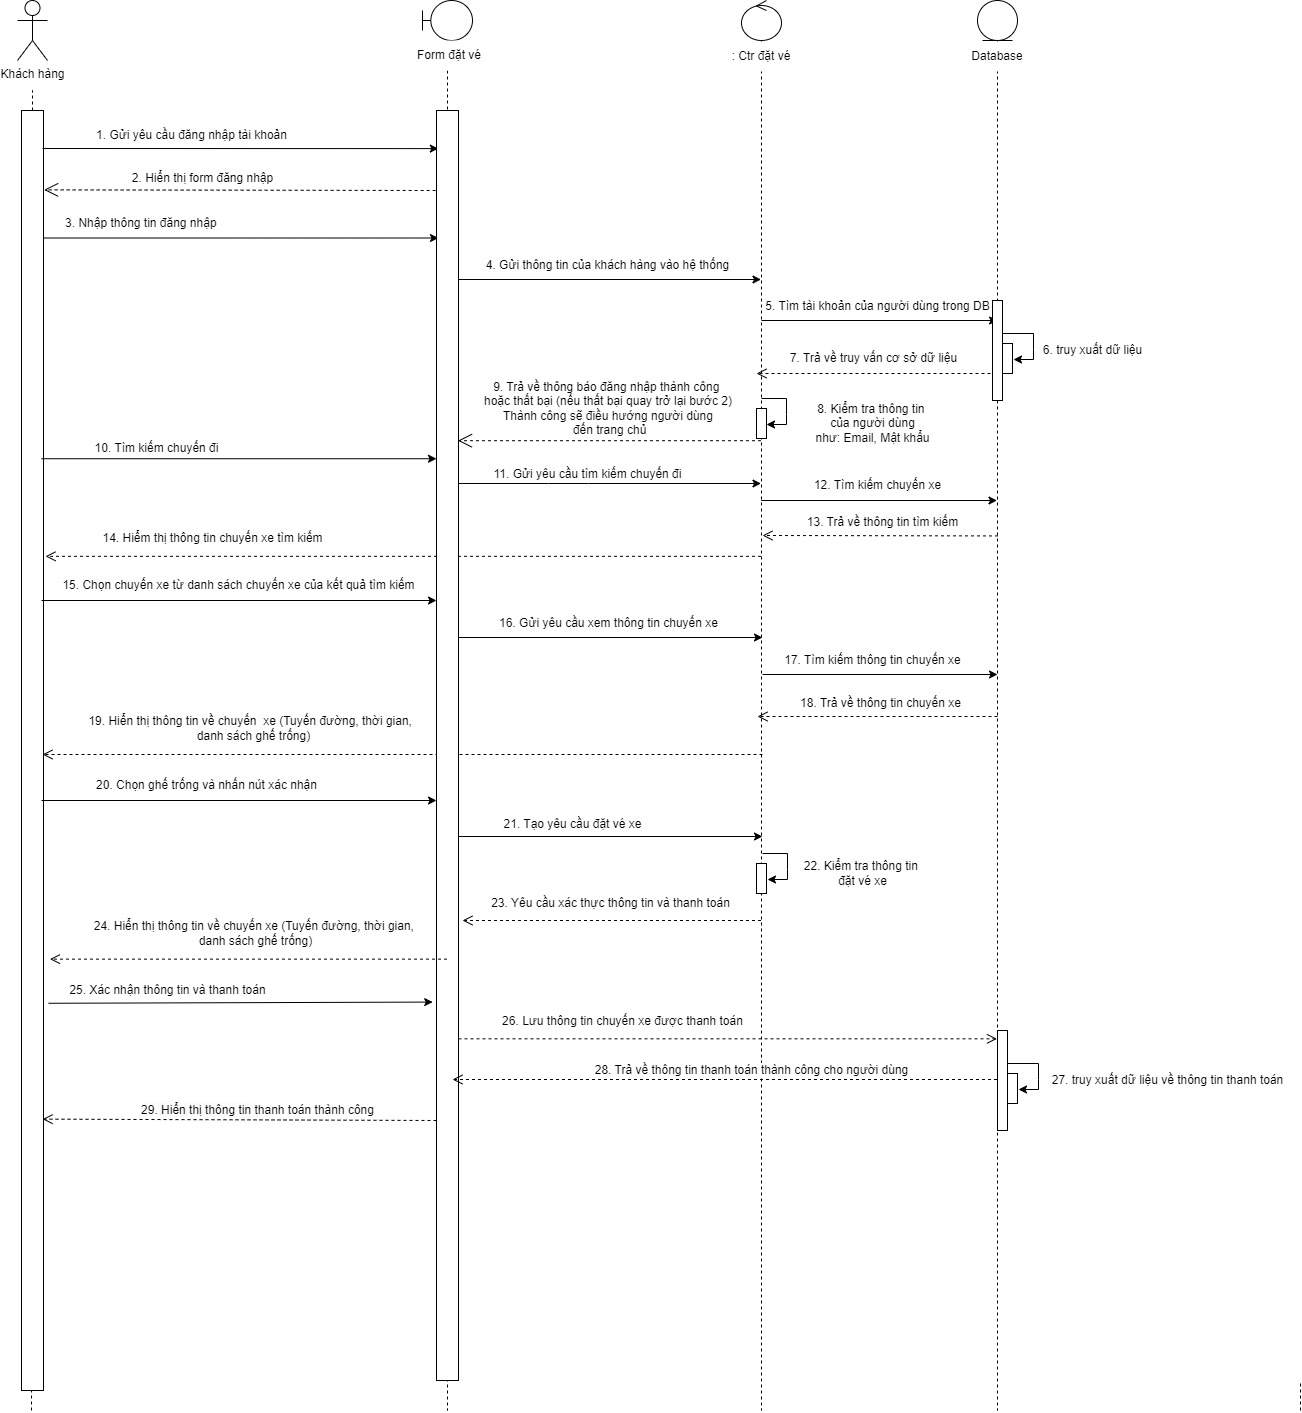 Khách hàng
Form đặt vé
: Ctr đặt vé
Database
1. Gửi yêu cầu đăng nhập tài khoản
2. Hiển thị form đăng nhập
3. Nhập thông tin đăng nhập
4. Gửi thông tin của khách hàng vào hệ thống
5. Tìm tài khoản của người dùng trong DB
6. truy xuất dữ liệu
7. Trả về truy vấn cơ sở dữ liệu
8. Kiểm tra thông tin
của người dùng
như: Email, Mật khẩu
9. Trả về thông báo đăng nhập thành công
hoặc thất bại (nếu thất bại quay trở lại bước 2)
Thành công sẽ điều hướng người dùng
đến trang chủ
10. Tìm kiếm chuyến đi
11. Gửi yêu cầu tìm kiếm chuyến đi
12. Tìm kiếm chuyến xe
13. Trả về thông tin tìm kiếm
14. Hiểm thị thông tin chuyến xe tìm kiếm
15. Chọn chuyến xe từ danh sách chuyến xe của kết quả tìm kiếm
16. Gửi yêu cầu xem thông tin chuyến xe
17. Tìm kiếm thông tin chuyến xe
18. Trả về thông tin chuyến xe
19. Hiển thị thông tin về chuyến xe (Tuyến đường, thời gian,
danh sách ghế trống)
20. Chọn ghế trống và nhấn nút xác nhận
21. Tạo yêu cầu đặt vé xe
22. Kiểm tra thông tin
đặt vé xe
23. Yêu cầu xác thực thông tin và thanh toán
24. Hiển thị thông tin về chuyến xe (Tuyến đường, thời gian,
danh sách ghế trống)
25. Xác nhận thông tin và thanh toán
26. Lưu thông tin chuyến xe được thanh toán
27. truy xuất dữ liệu về thông tin thanh toán
28. Trả về thông tin thanh toán thành công cho người dùng
29. Hiển thị thông tin thanh toán thành công